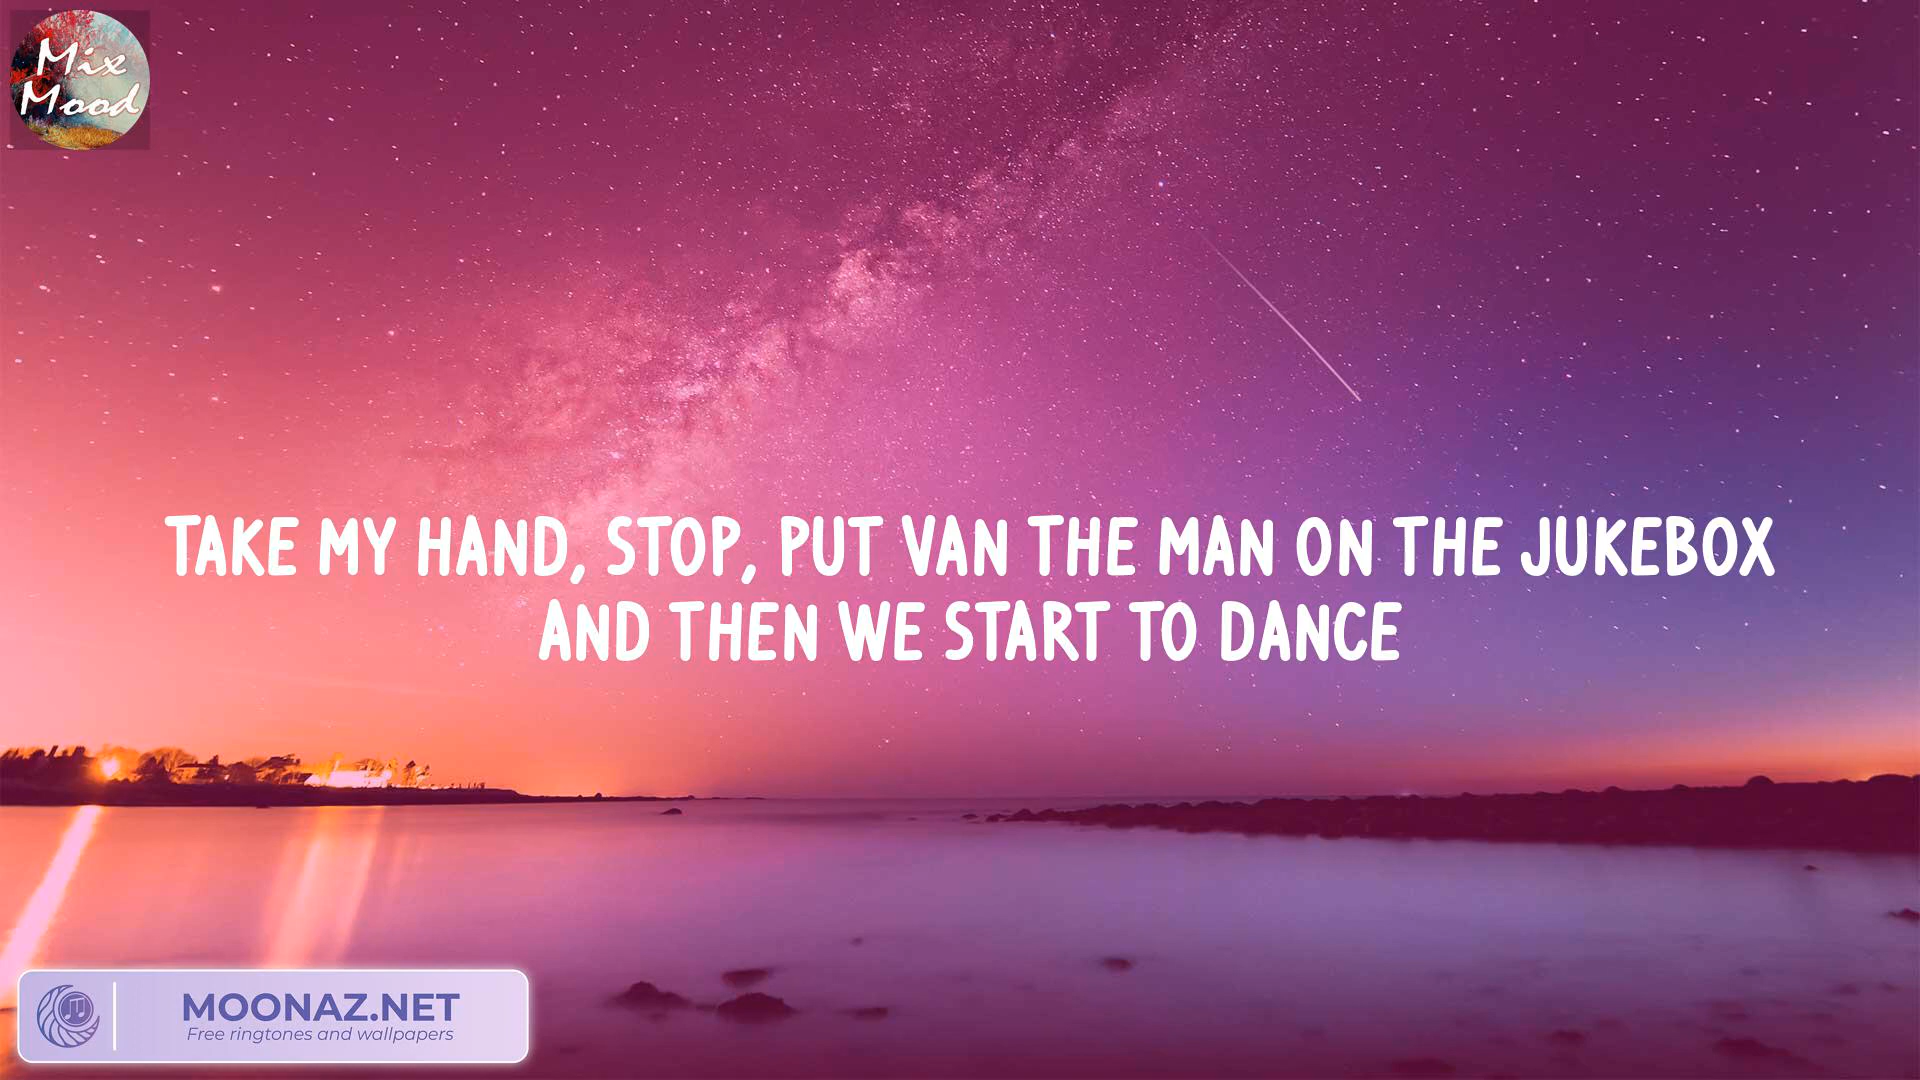 Mix
Mood
TAKE MY HAND, STOP, PUT VAN THE MAN ON THE JUKEBOX
AND THEN WE START TO DANCE
MOONAZ.NET
Free ringtones and wallpapers